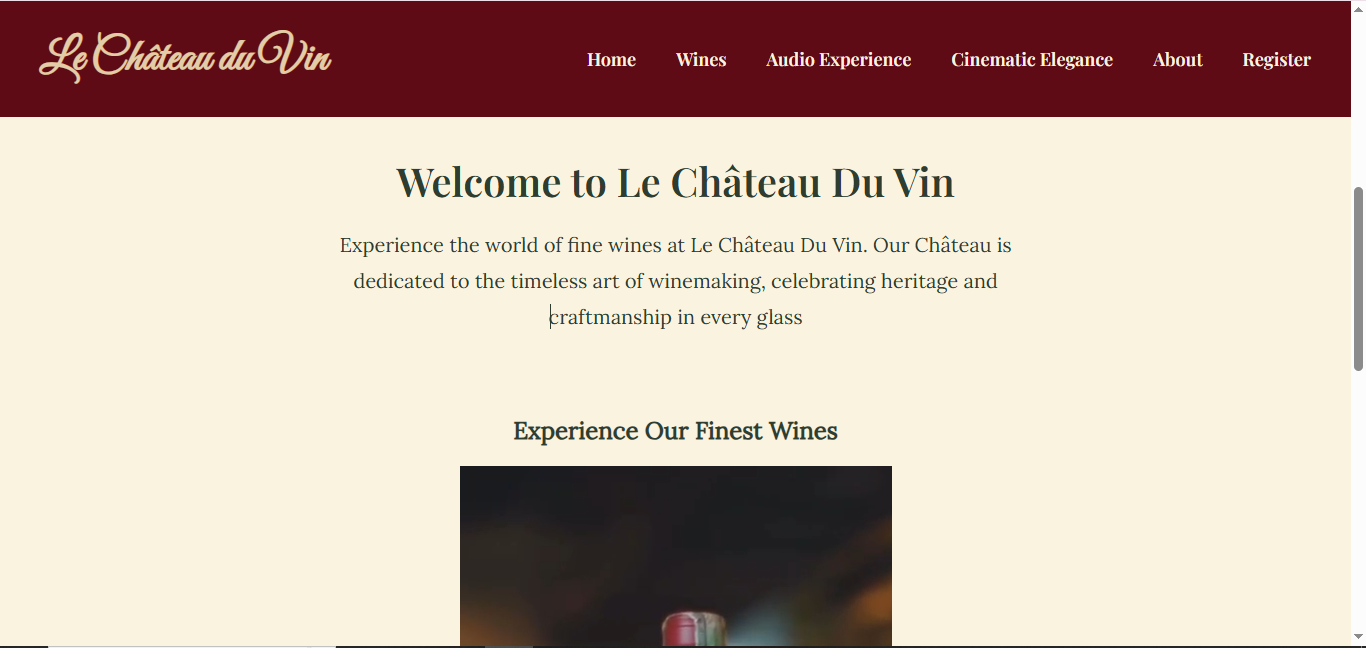 Le Château du Vin
Home Wines Audio Experience Cinematic Elegance About Register
Welcome to Le Château Du Vin
Experience the world of fine wines at Le Château Du Vin. Our Château is
dedicated to the timeless art of winemaking, celebrating heritage and
craftmanship in every glass
Experience Our Finest Wines